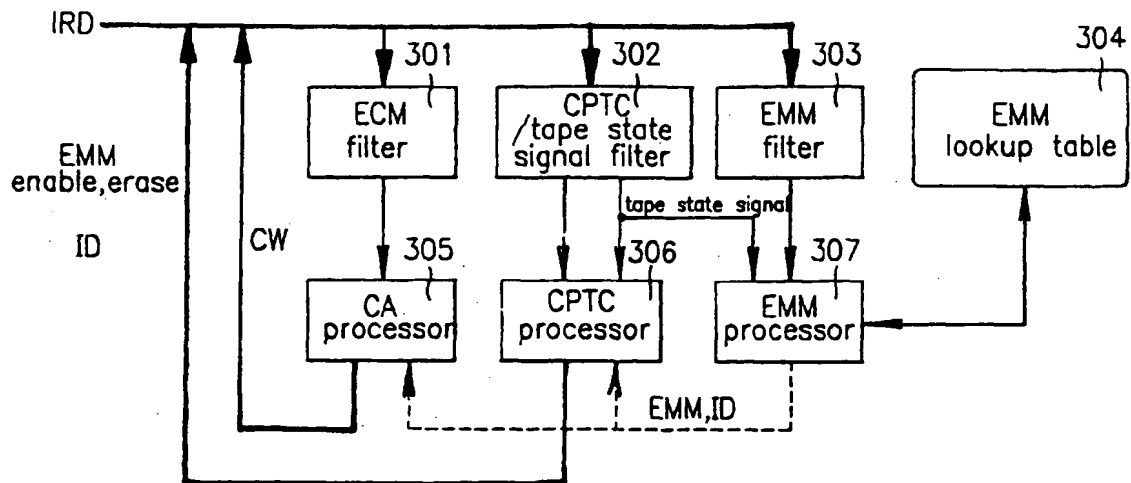 IRD
301
302
303
304
ECM
filter
CPTC
/tape state
signal filter
EMM
filter
EMM
lookup table
EMM
enable,erase
ID
CW
tape state signal
305
306
307
CA
processor
CPTC
processor
EMM
processor
EMM,ID